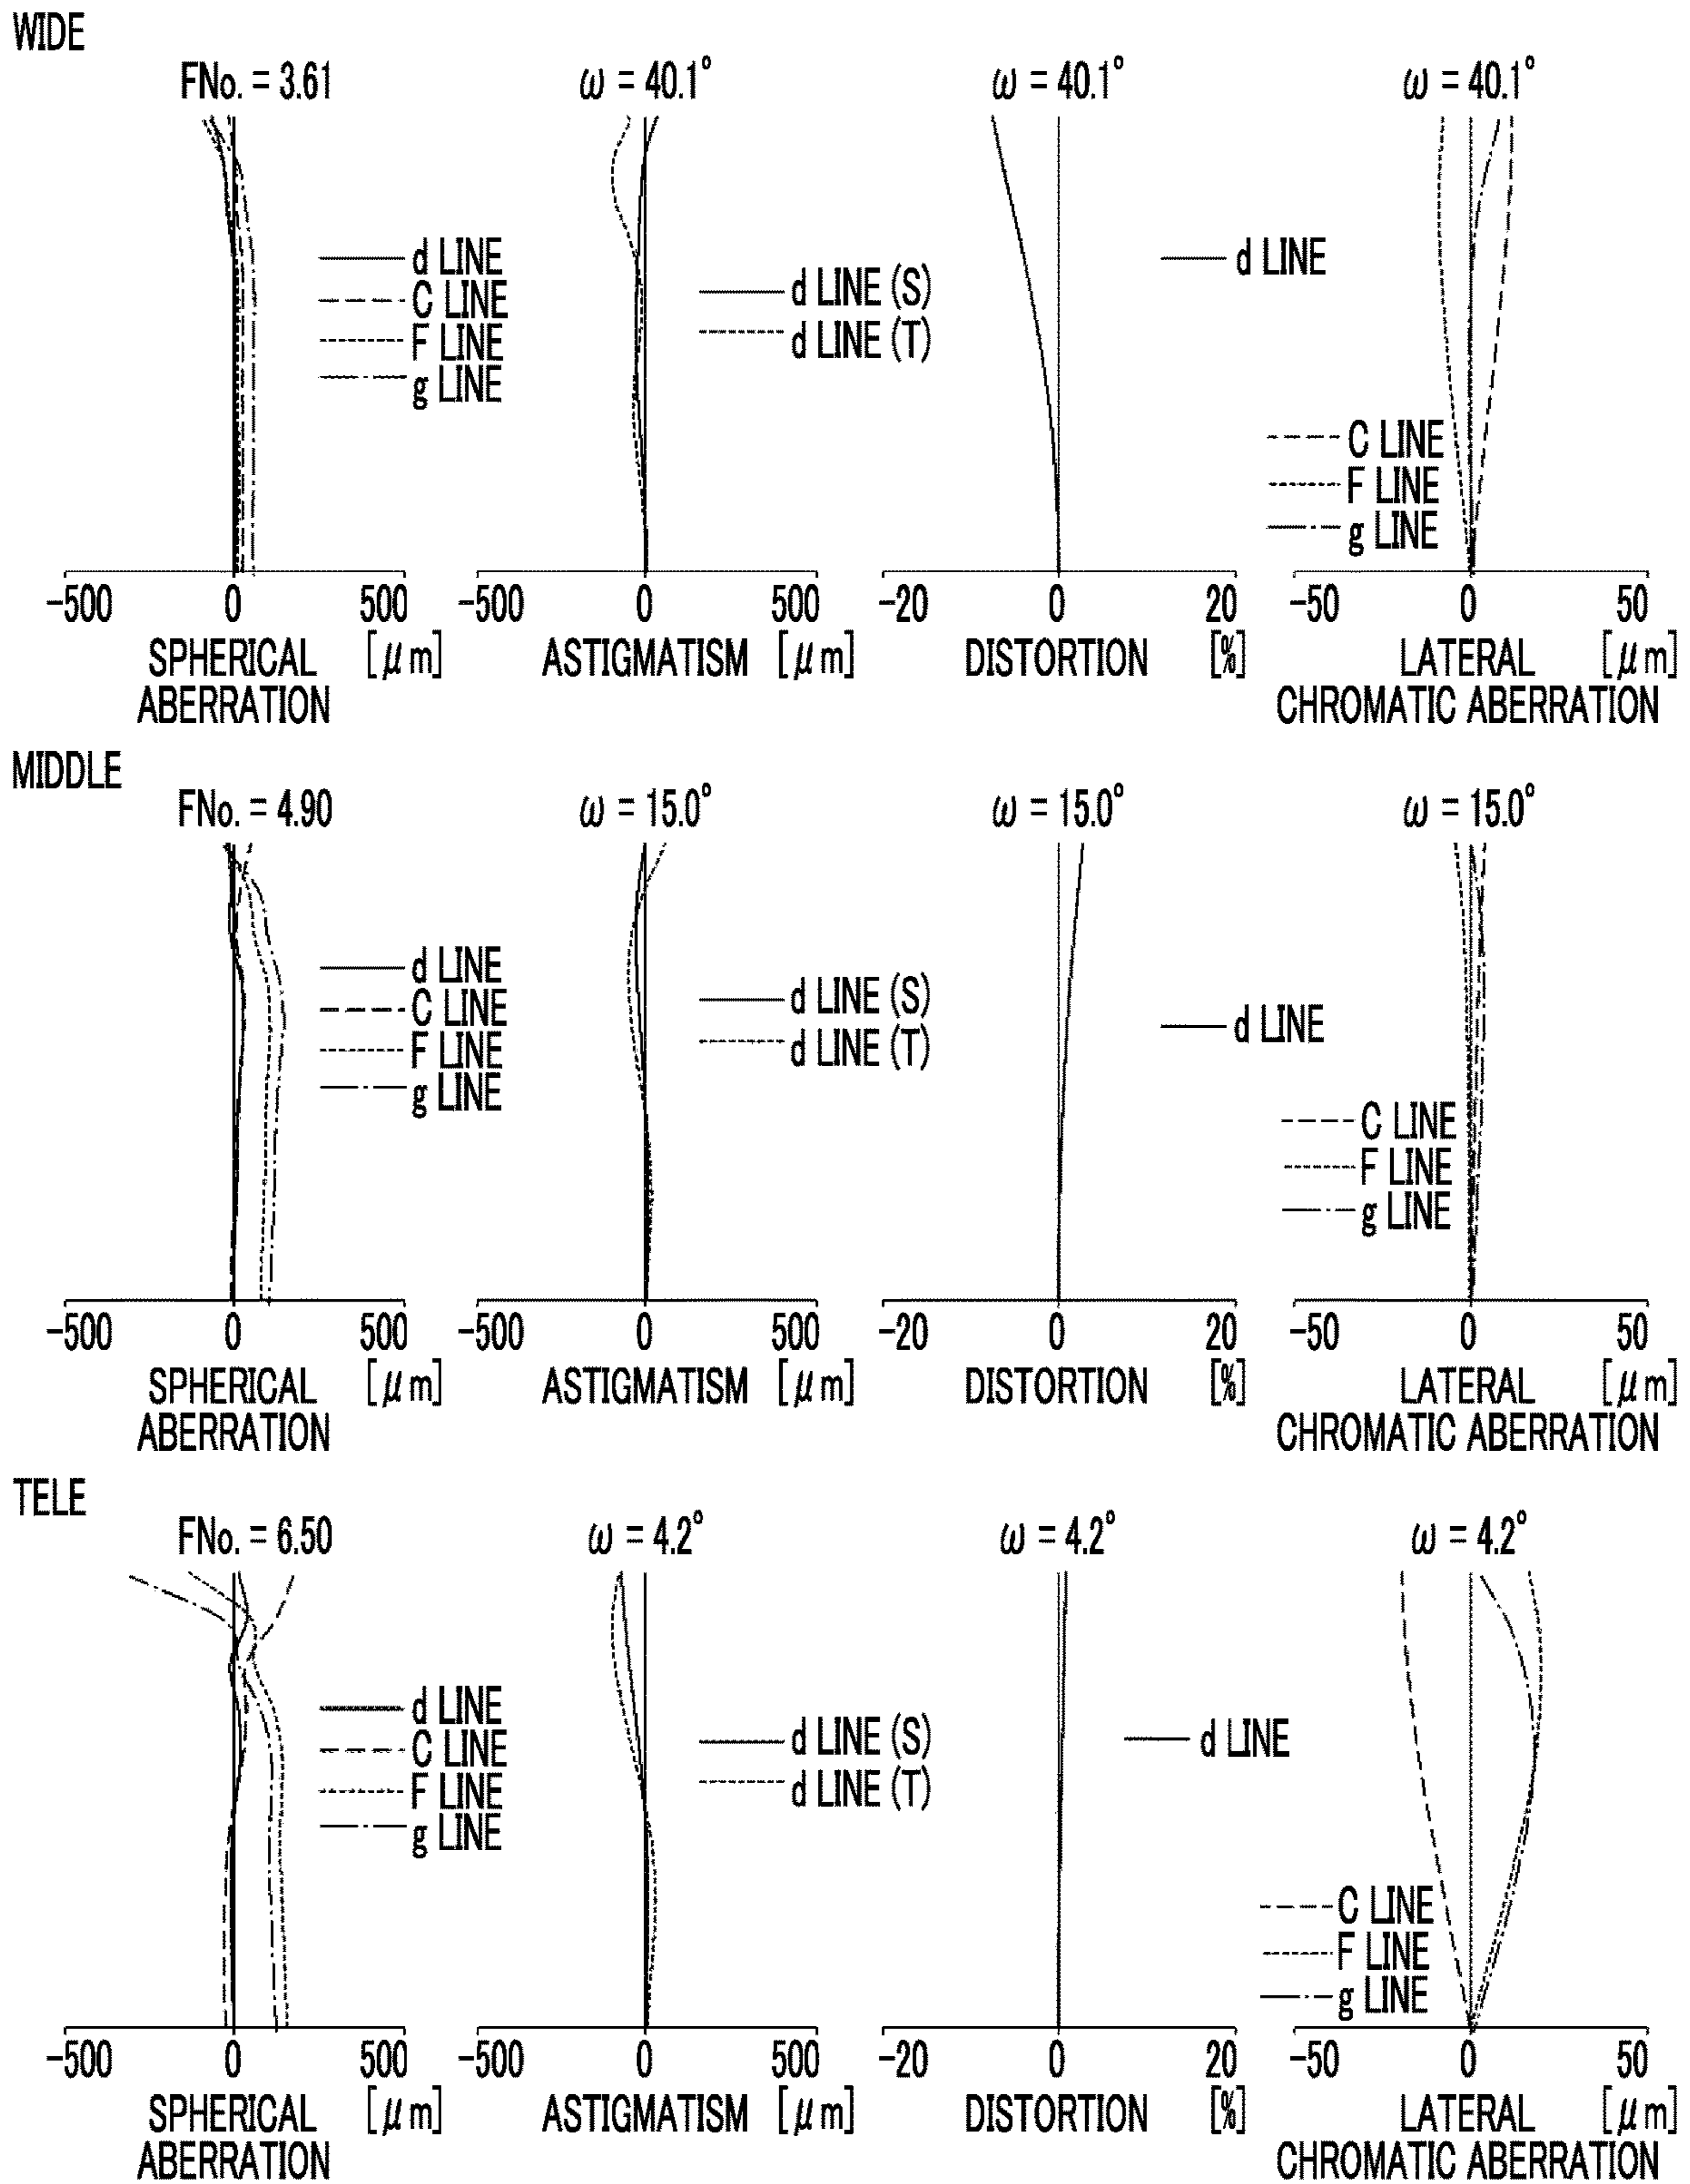 WIDE
FNo. = 3.61
ω = 40.1°
ω = 40.1°
ω = 40.1°
d LINE
C LINE
F LINE
g LINE
d LINE (S)
d LINE (T)
d LINE
C LINE
F LINE
g LINE
-500 0 500
-500 0 500
-20 0 20
-50 0 50
SPHERICAL ABERRATION [μm]
ASTIGMATISM [μm]
DISTORTION [%]
LATERAL CHROMATIC ABERRATION [μm]
MIDDLE
FNo. = 4.90
ω = 15.0°
ω = 15.0°
ω = 15.0°
d LINE
C LINE
F LINE
g LINE
d LINE (S)
d LINE (T)
d LINE
C LINE
F LINE
g LINE
-500 0 500
-500 0 500
-20 0 20
-50 0 50
SPHERICAL ABERRATION [μm]
ASTIGMATISM [μm]
DISTORTION [%]
LATERAL CHROMATIC ABERRATION [μm]
TELE
FNo. = 6.50
ω = 4.2°
ω = 4.2°
ω = 4.2°
d LINE
C LINE
F LINE
g LINE
d LINE (S)
d LINE (T)
d LINE
C LINE
F LINE
g LINE
-500 0 500
-500 0 500
-20 0 20
-50 0 50
SPHERICAL ABERRATION [μm]
ASTIGMATISM [μm]
DISTORTION [%]
LATERAL CHROMATIC ABERRATION [μm]